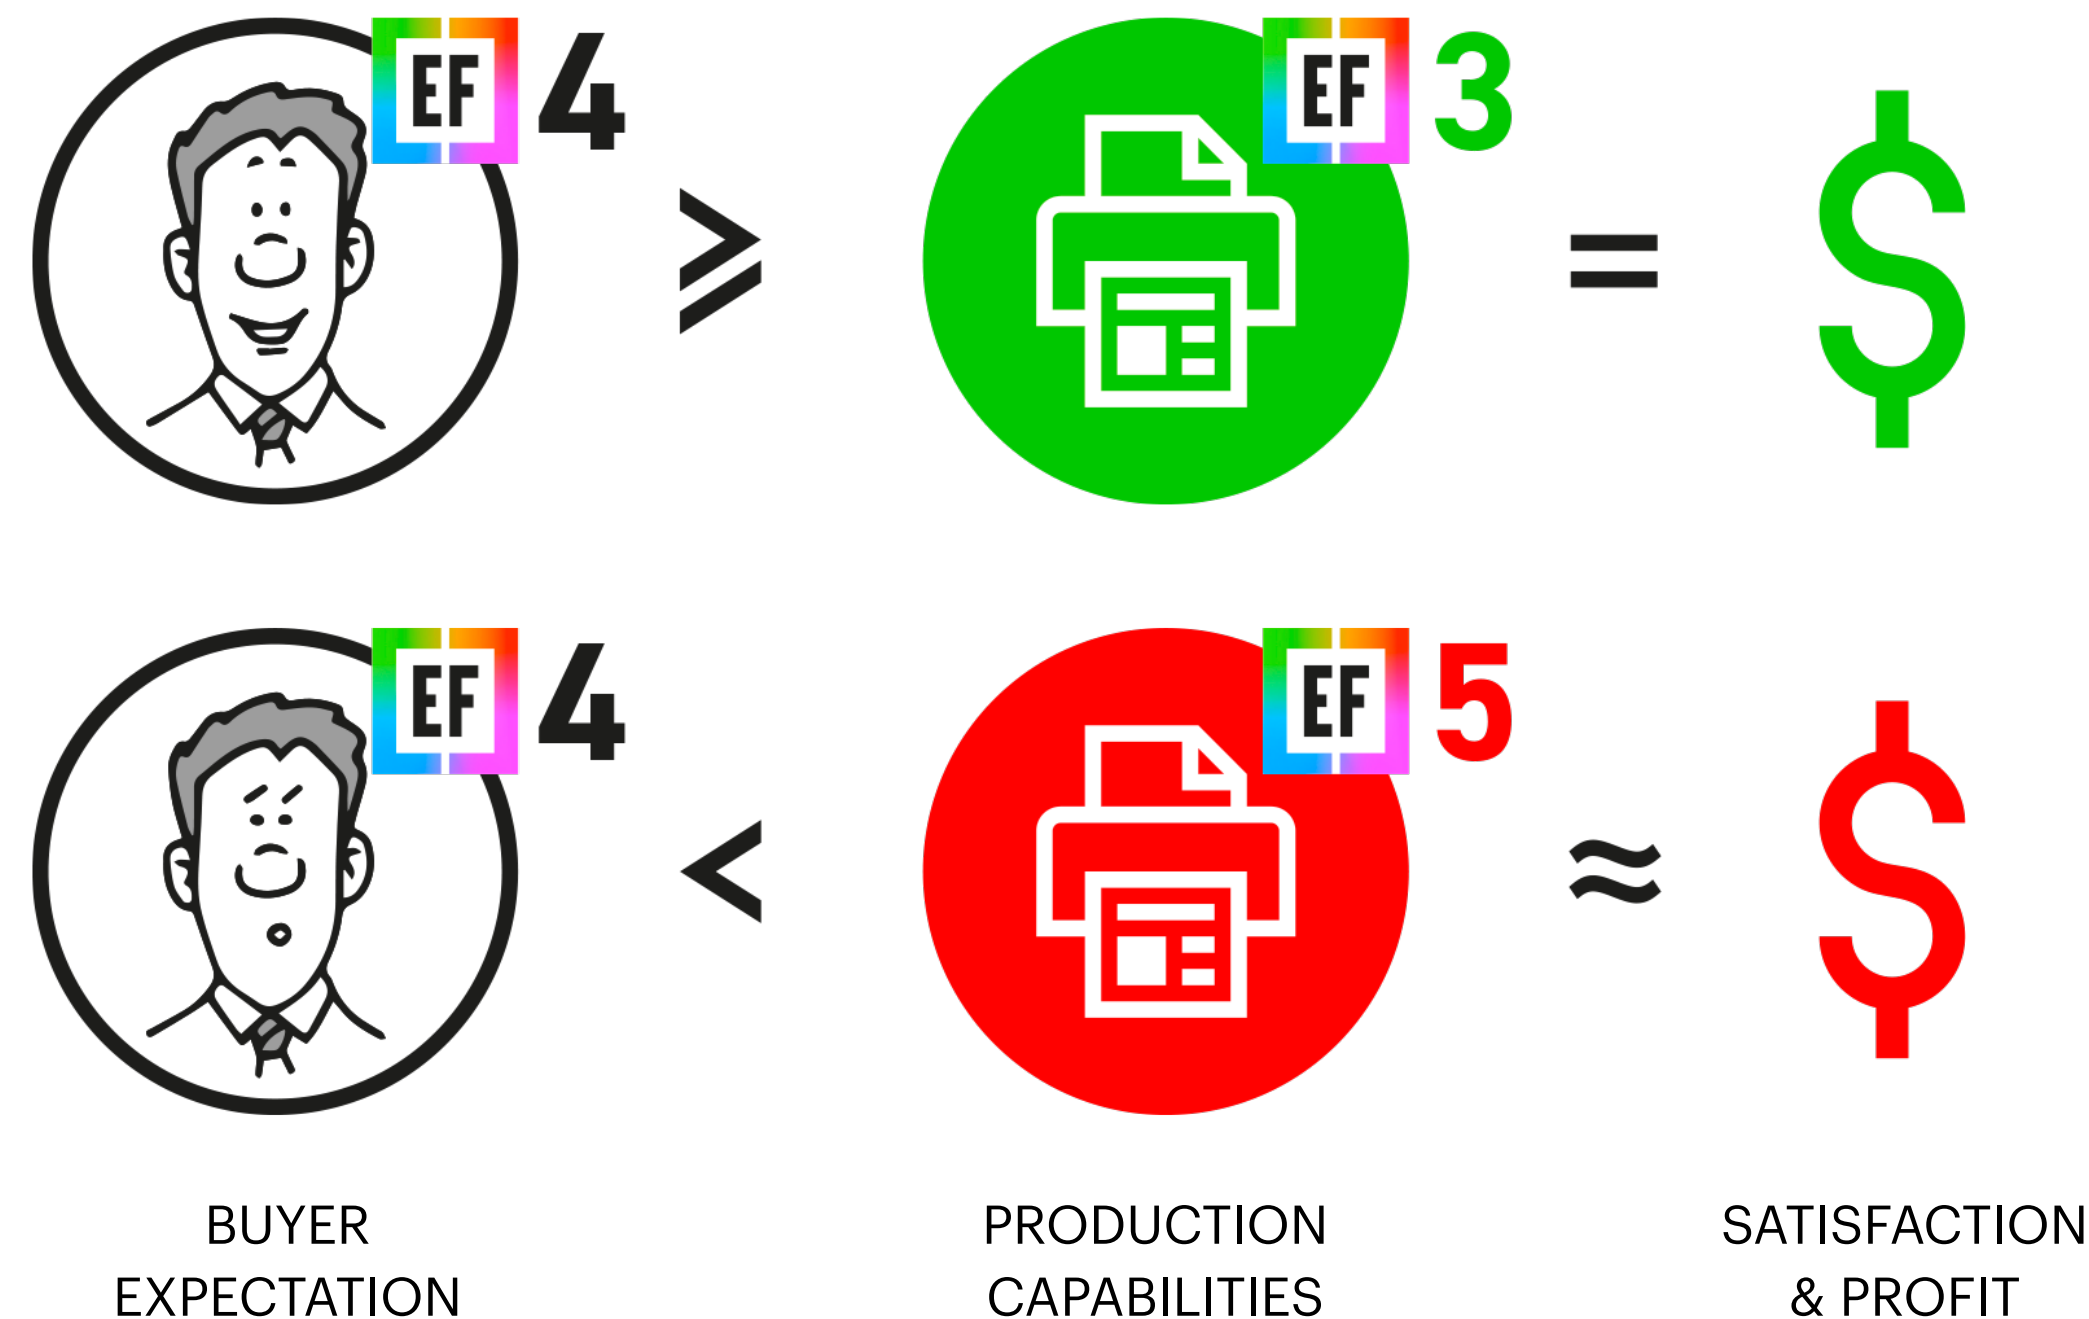 EF 4 ⩾ EF 3 = $
EF 4 < EF 5 ≈ $
BUYER
EXPECTATION
PRODUCTION
CAPABILITIES
SATISFACTION
& PROFIT